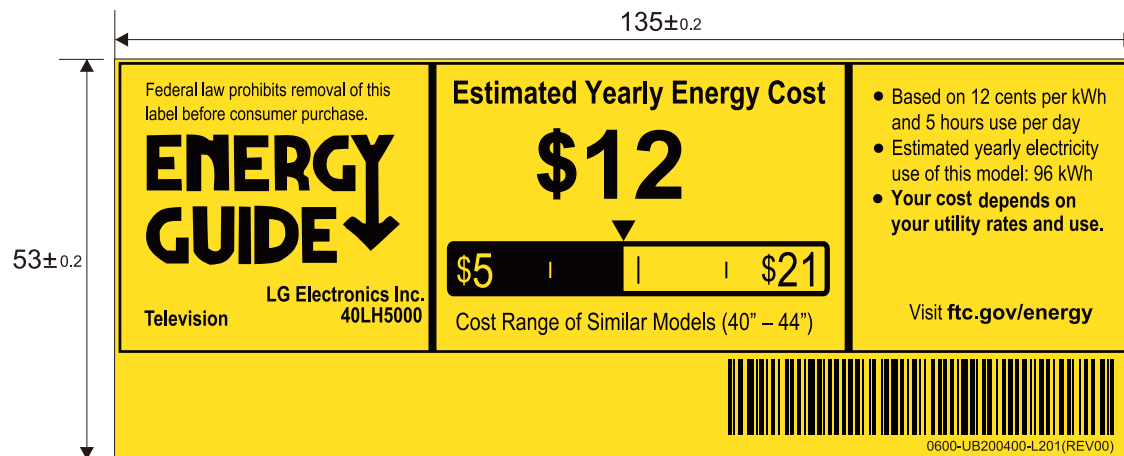 135±0.2
53±0.2
Federal law prohibits removal of this
label before consumer purchase.
ENERGY
GUIDE
LG Electronics Inc.
Television 40LH5000
Estimated Yearly Energy Cost
$12
$5 $21
Cost Range of Similar Models (40” – 44”)
• Based on 12 cents per kWh
and 5 hours use per day
• Estimated yearly electricity
use of this model: 96 kWh
• Your cost depends on
your utility rates and use.
Visit ftc.gov/energy
0600-UB200400-L201(REV00)